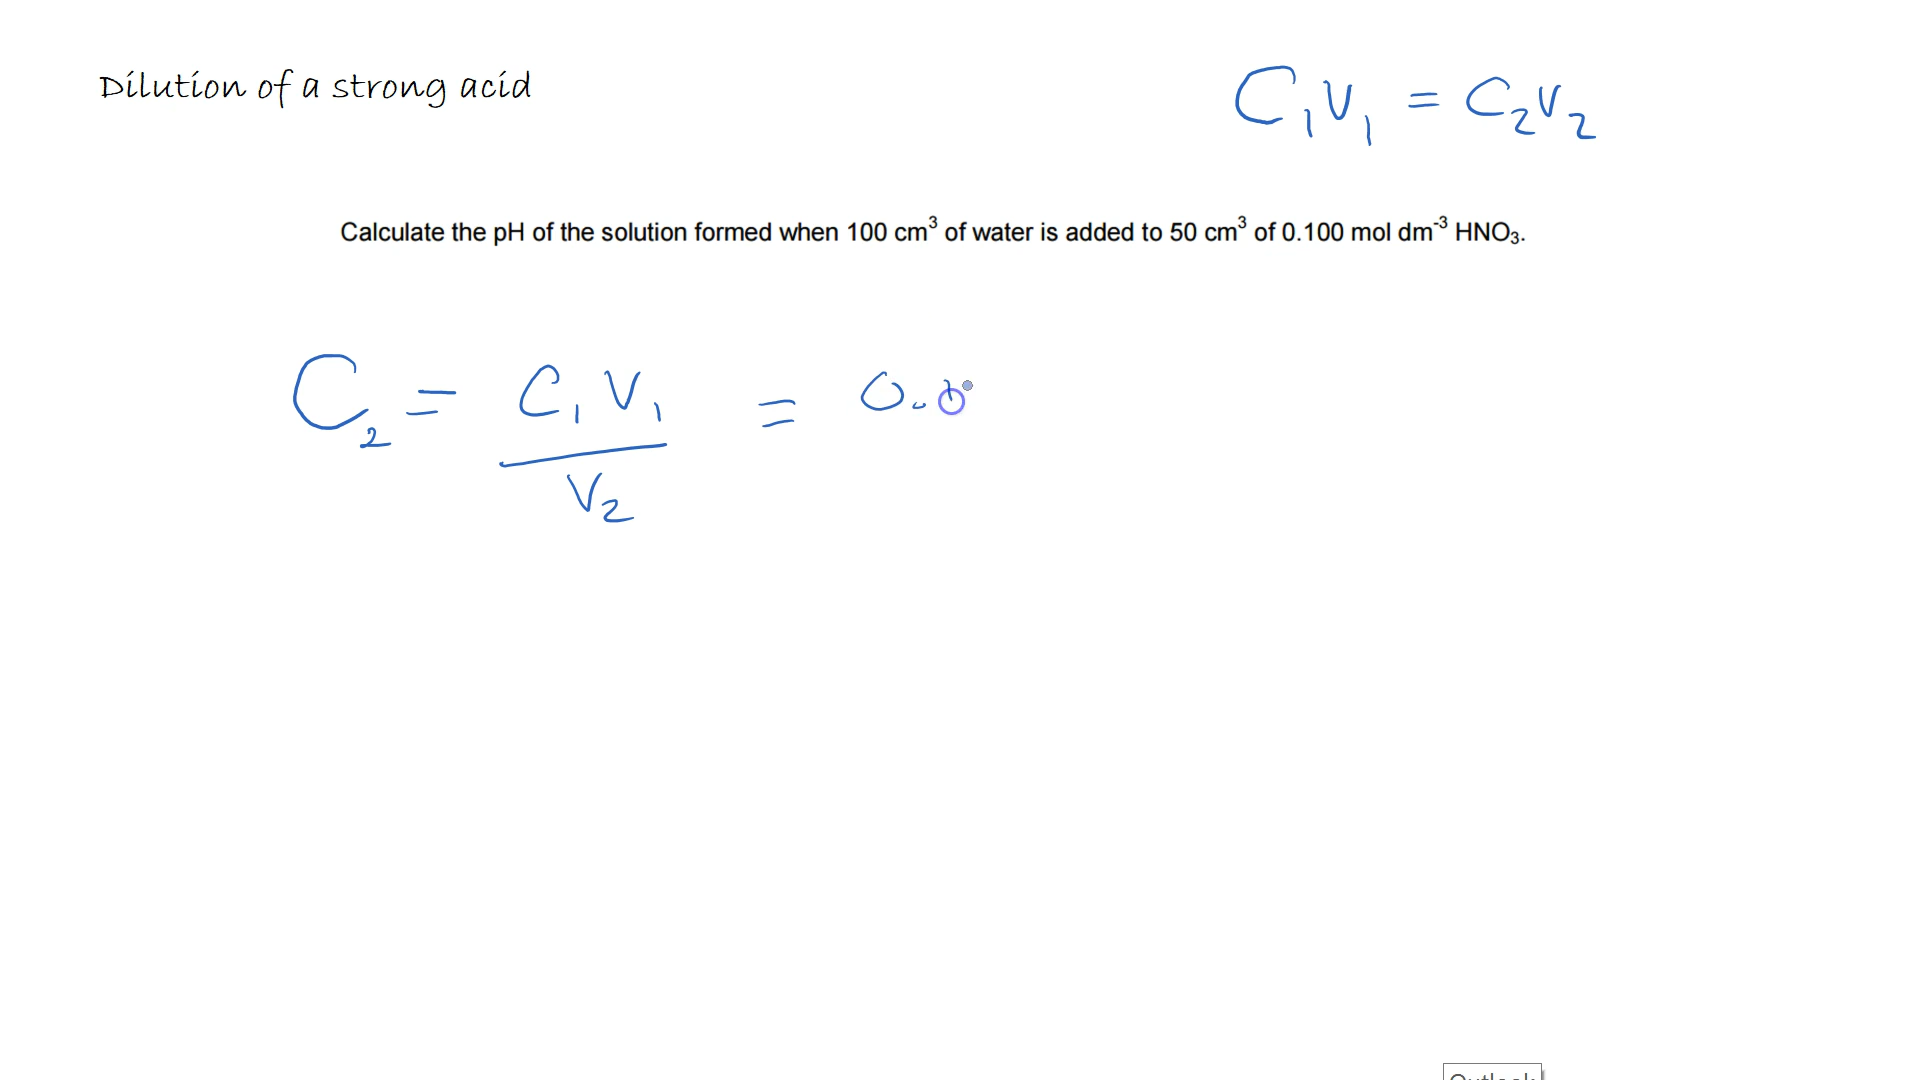 Dilution of a strong acid
C₁V₁ = C₂V₂
Calculate the pH of the solution formed when 100 cm³ of water is added to 50 cm³ of 0.100 mol dm⁻³ HNO₃.
C₂ = C₁V₁ = 0.1
V₂